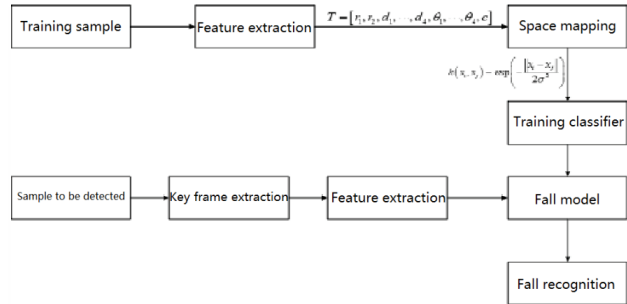 Training sample
Feature extraction
T = [r₁, r₂, d₁, ..., d₄, θ₁, ..., θ₄, c]
Space mapping
Training classifier
Sample to be detected
Key frame extraction
Feature extraction
Fall model
Fall recognition